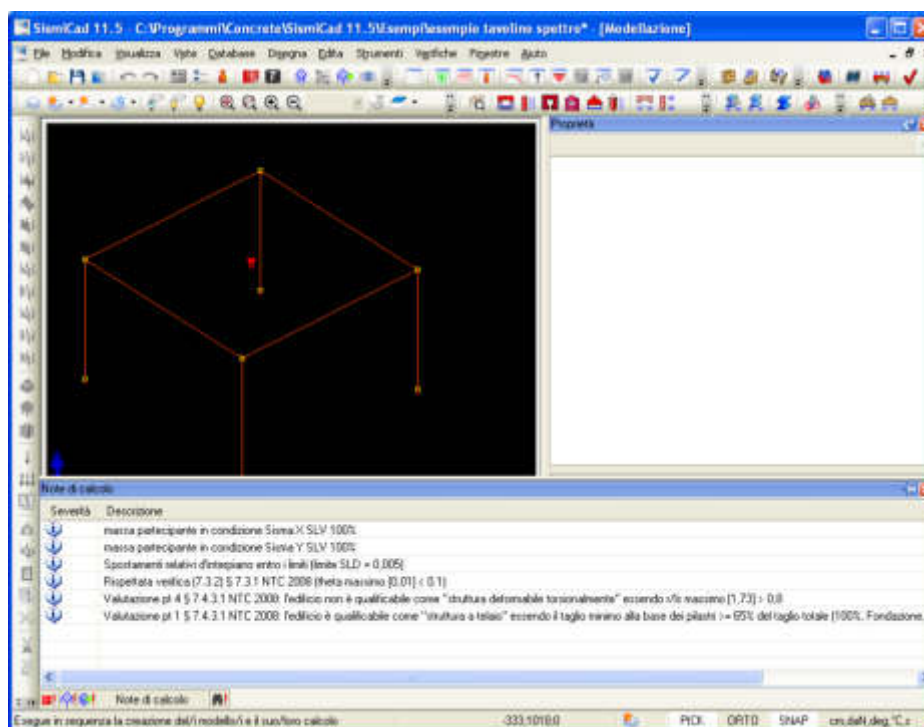 SismiCad 11.5 - C:\Programmi\Concrete\SismiCad 11.5\Esempi\esempio tavolino spettro* - [Modellazione]
File Modifica Visualizza Viste Database Disegna Edita Strumenti Verifiche Finestre Aiuto
Proprietà
Note di calcolo
Severità Descrizione
massa partecipante in condizione Sisma X SLV 100%
massa partecipante in condizione Sisma Y SLV 100%
Spostamenti relativi d'interpiano entro i limiti (limite SLD = 0,005)
Rispettata verifica (7.3.2) § 7.3.1 NTC 2008 (theta massimo [0.01] < 0.1)
Valutazione pt 4 § 7.4.3.1 NTC 2008: l'edificio non è qualificabile come "struttura deformabile torsionalmente" essendo r/ls massimo (1,73) > 0,8
Valutazione pt 1 § 7.4.3.1 NTC 2008: l'edificio è qualificabile come "struttura a telaio" essendo il taglio minimo alla base dei pilastri >= 65% del taglio totale (100%. Fondazione.
Note di calcolo
Esegue in sequenza la creazione del/i modello/i e il suo/loro calcolo -333;1018;0 PICK ORTO SNAP cm,daN,deg,°C,s